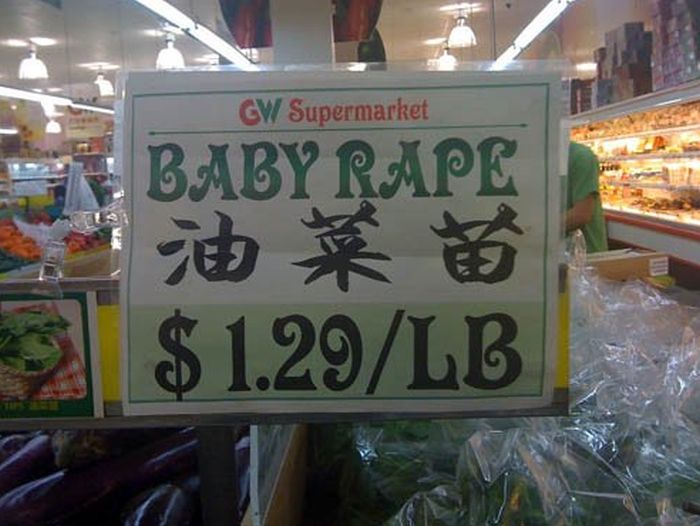 GW Supermarket
BABY RAPE
油菜苗
$1.29/LB